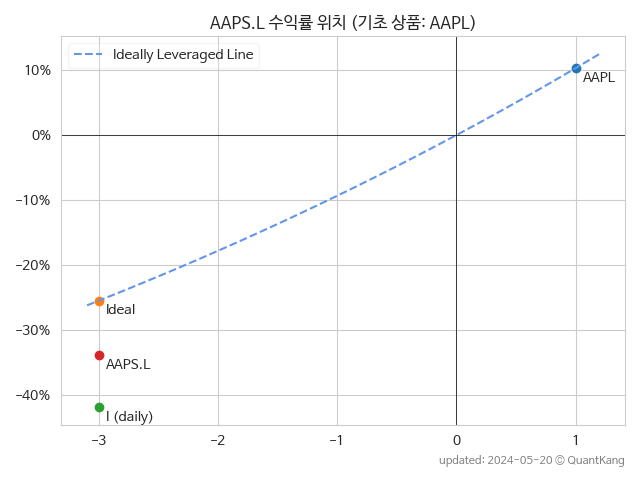 AAPS.L 수익률 위치 (기초 상품: AAPL)
Ideally Leveraged Line
10%
0%
−10%
−20%
−30%
−40%
AAPL
Ideal
AAPS.L
I (daily)
−3
−2
−1
0
1
updated: 2024-05-20 © QuantKang